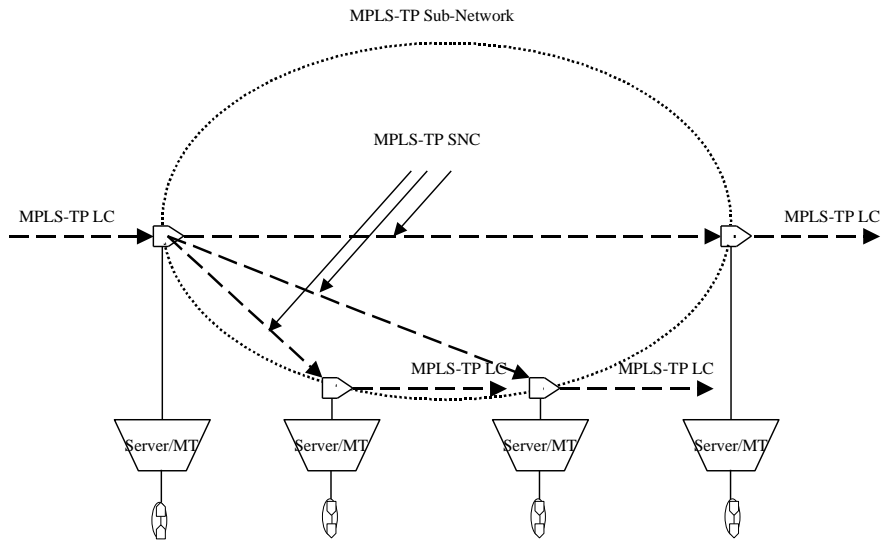 MPLS-TP Sub-Network
MPLS-TP SNC
MPLS-TP LC
MPLS-TP LC
MPLS-TP LC
MPLS-TP LC
Server/MT
Server/MT
Server/MT
Server/MT